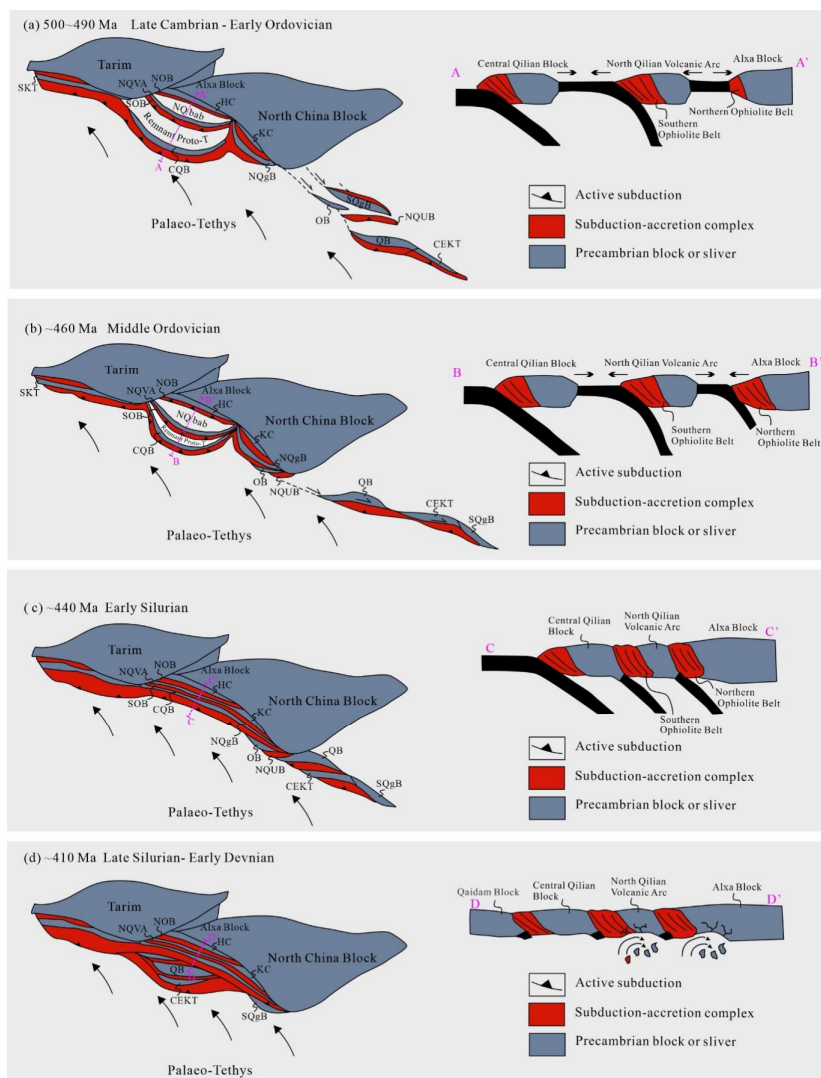 (a) 500~490 Ma Late Cambrian - Early Ordovician
Tarim
NQVA
NOB
Alxa Block
SKT
SOB
NQ bab
HC
North China Block
Remnant Proto-T
KC
A
CQB
NQgB
SQgB
Palaeo-Tethys
OB
NQUB
QB
CEKT
A
Central Qilian Block
North Qilian Volcanic Arc
Alxa Block
A'
Southern
Ophiolite Belt
Northern
Ophiolite Belt
Active subduction
Subduction-accretion complex
Precambrian block or sliver
(b) ~460 Ma Middle Ordovician
Tarim
NQVA
NOB
Alxa Block
SKT
SOB
NQ bab
HC
North China Block
Remnant Proto-T
KC
CQB
B
NQgB
OB
NQUB
QB
CEKT
SQgB
Palaeo-Tethys
B
Central Qilian Block
North Qilian Volcanic Arc
Alxa Block
B'
Southern
Ophiolite Belt
Northern
Ophiolite Belt
Active subduction
Subduction-accretion complex
Precambrian block or sliver
( c) ~440 Ma Early Silurian
Tarim
NQVA
NOB
Alxa Block
HC
North China Block
KC
SOB
CQB
C
NQgB
OB
NQUB
QB
CEKT
SQgB
Palaeo-Tethys
C
Central Qilian
Block
North Qilian
Volcanic Arc
Alxa Block
C'
Northern
Ophiolite Belt
Southern
Ophiolite Belt
Active subduction
Subduction-accretion complex
Precambrian block or sliver
(d) ~410 Ma Late Silurian- Early Devnian
Tarim
NQVA
NOB
Alxa Block
HC
North China Block
QB
KC
CEKT
SQgB
Palaeo-Tethys
Qaidam Block
D
Central Qilian
Block
North Qilian
Volcanic Arc
Alxa Block
D'
Active subduction
Subduction-accretion complex
Precambrian block or sliver